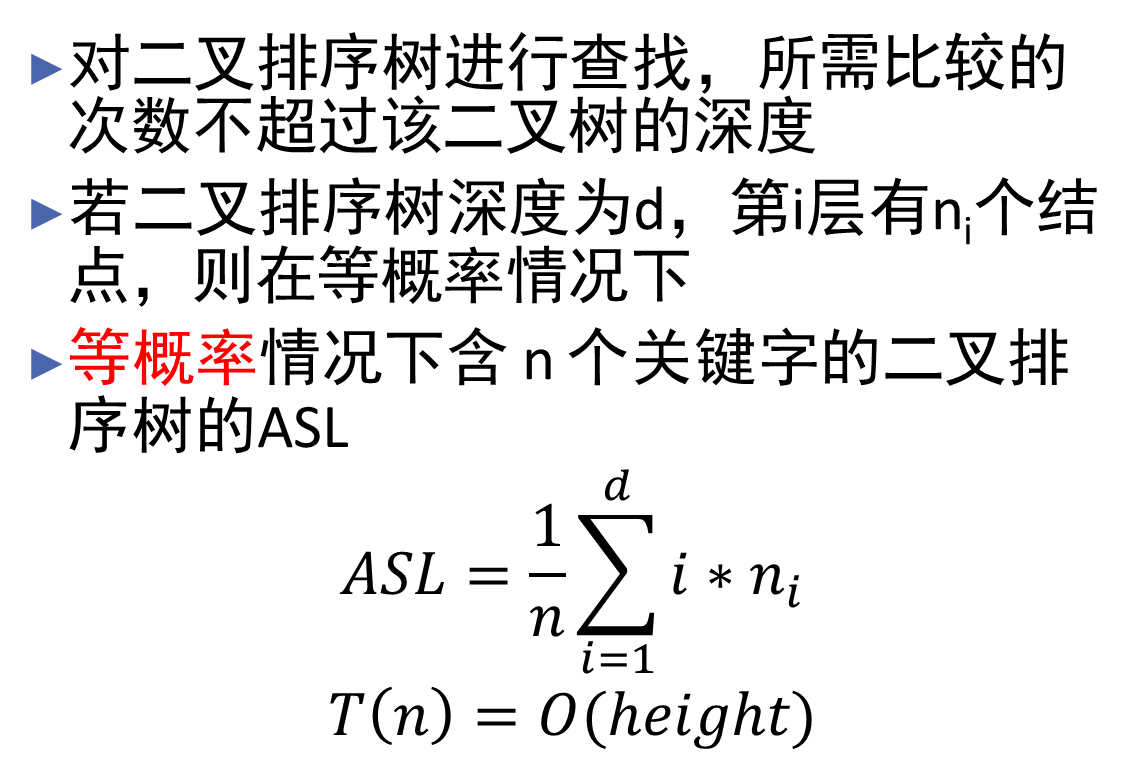 ►对二叉排序树进行查找，所需比较的
次数不超过该二叉树的深度
►若二叉排序树深度为d，第i层有nᵢ个结
点，则在等概率情况下
►等概率情况下含 n 个关键字的二叉排
序树的ASL
ASL = \frac{1}{n} \sum_{i=1}^{d} i * n_i
T(n) = O(height)